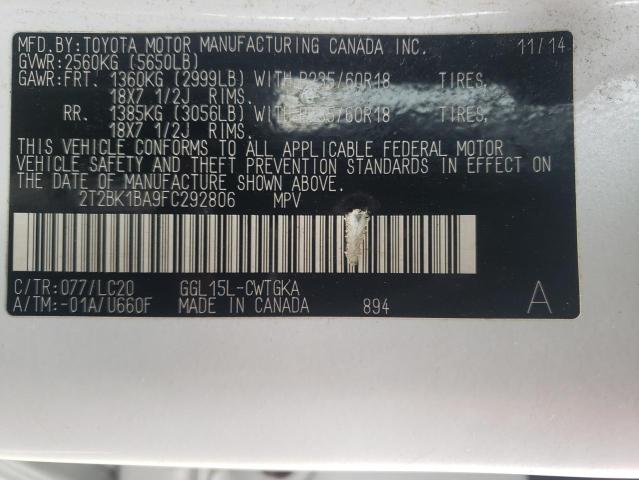 MFD.BY:TOYOTA MOTOR MANUFACTURING CANADA INC. 11/14
GVWR:2560KG (5650LB)
GAWR:FRT. 1360KG (2999LB) WITH P235/60R18 TIRES,
18X7 1/2J RIMS.
RR. 1385KG (3056LB) WITH P235/60R18 TIRES,
18X7 1/2J RIMS.
THIS VEHICLE CONFORMS TO ALL APPLICABLE FEDERAL MOTOR
VEHICLE SAFETY AND THEFT PREVENTION STANDARDS IN EFFECT ON
THE DATE OF MANUFACTURE SHOWN ABOVE.
2T2BK1BA9FC292806 MPV
C/TR:077/LC20 GGL15L-CWTGKA
A/TM:-01A/U660F MADE IN CANADA 894 A